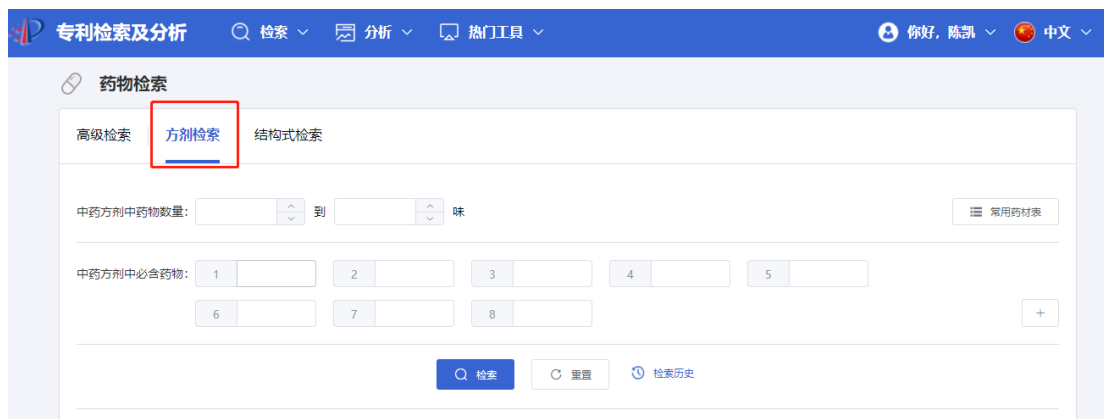 专利检索及分析 检索 分析 热门工具 你好, 陈凯 中文
药物检索
高级检索 方剂检索 结构式检索
中药方剂中药物数量: 到 味 常用药材表
中药方剂中必含药物: 1 2 3 4 5
6 7 8 +
检索 重置 检索历史